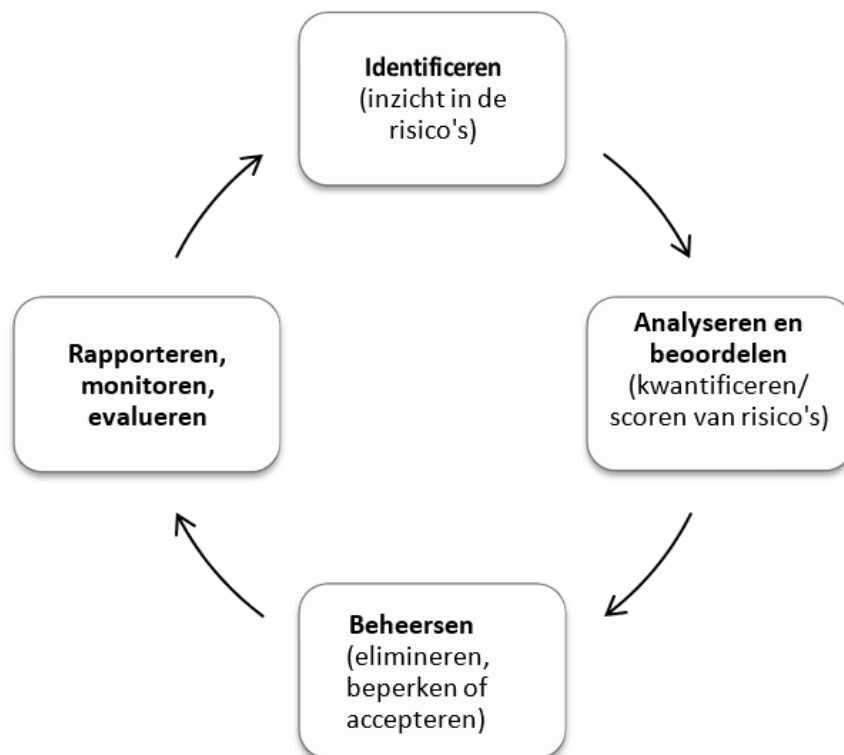 Identificeren
(inzicht in de
risico's)
Analyseren en
beoordelen
(kwantificeren/
scoren van risico's)
Beheersen
(elimineren,
beperken of
accepteren)
Rapporteren,
monitoren,
evalueren